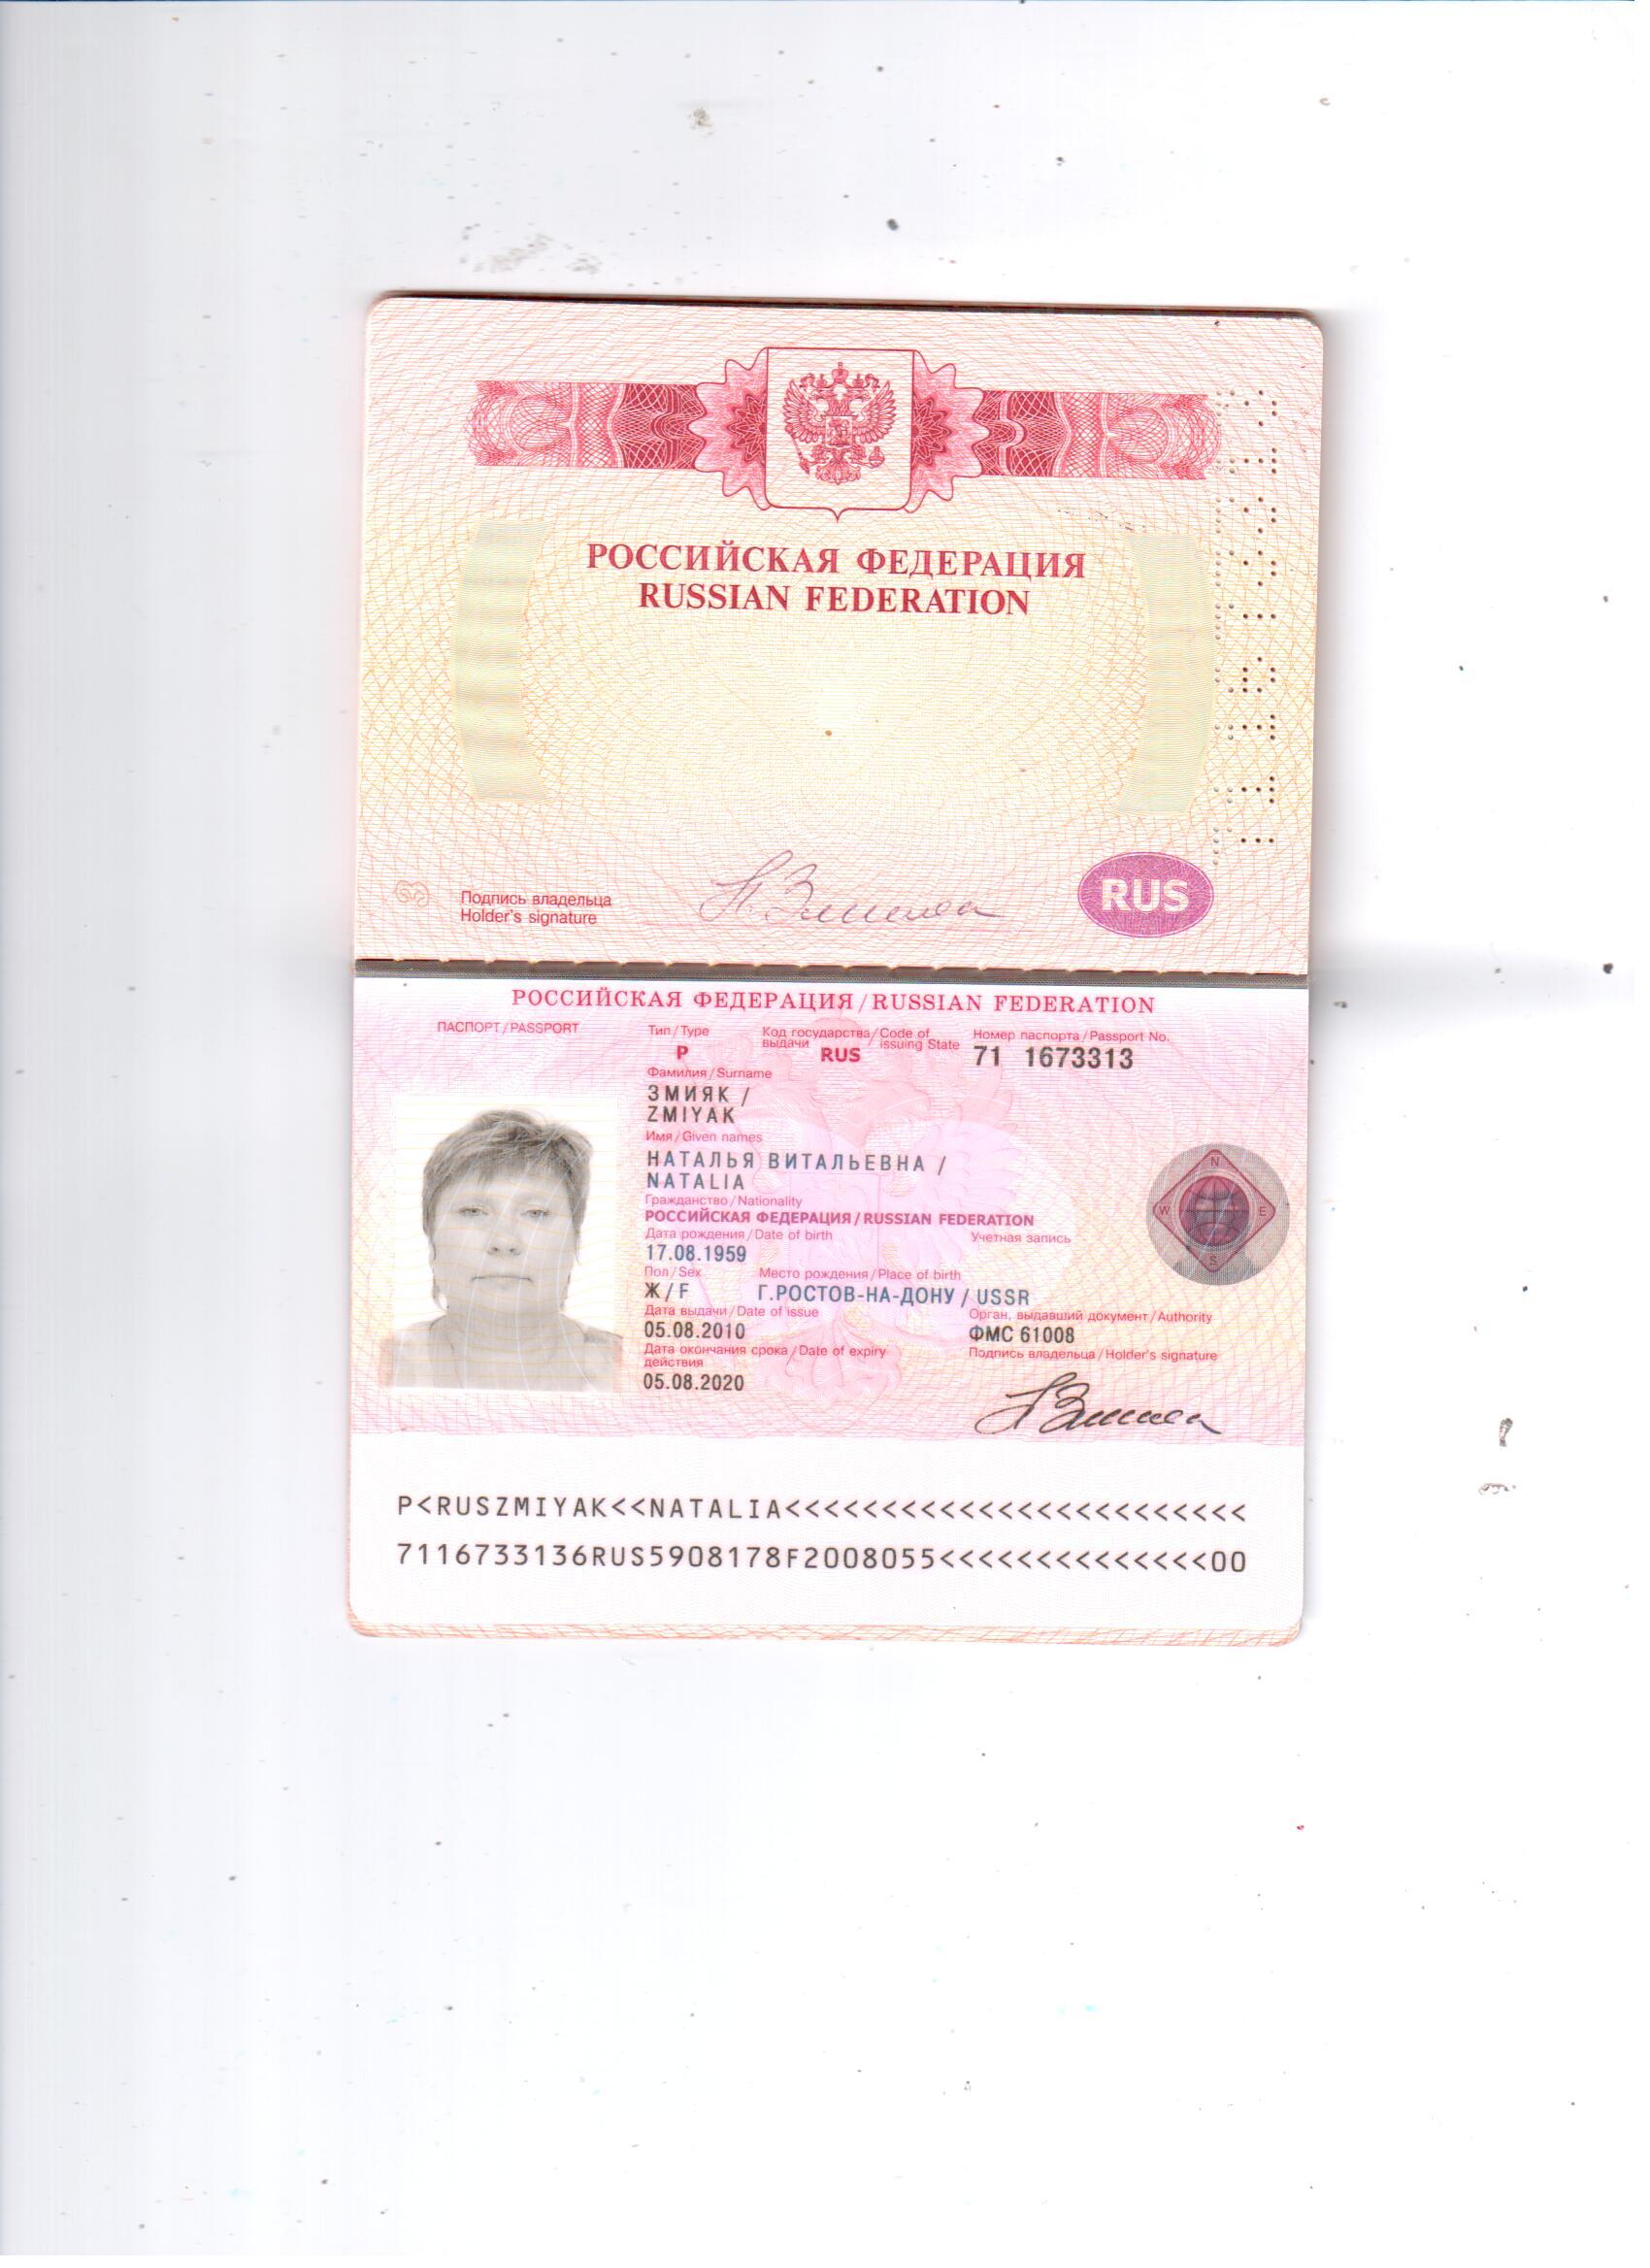 РОССИЙСКАЯ ФЕДЕРАЦИЯ
RUSSIAN FEDERATION
Подпись владельца
Holder's signature
RUS
РОССИЙСКАЯ ФЕДЕРАЦИЯ/RUSSIAN FEDERATION
ПАСПОРТ/PASSPORT
Тип/Type
Код государства/Code of
выдачи issuing State
Номер паспорта/Passport No.
P RUS 71 1673313
Фамилия/Surname
ЗМИЯК /
ZMIYAK
Имя/Given names
НАТАЛЬЯ ВИТАЛЬЕВНА /
NATALIA
Гражданство/Nationality
РОССИЙСКАЯ ФЕДЕРАЦИЯ/RUSSIAN FEDERATION
Дата рождения/Date of birth Учетная запись
17.08.1959
Пол/Sex Место рождения/Place of birth
Ж/F Г.РОСТОВ-НА-ДОНУ / USSR
Дата выдачи/Date of issue Орган, выдавший документ/Authority
05.08.2010 ФМС 61008
Дата окончания срока/Date of expiry Подпись владельца/Holder's signature
действия
05.08.2020
N
W E
S
P<RUSZMIYAK<<NATALIA<<<<<<<<<<<<<<<<<<<<<<<<
7116733136RUS5908178F2008055<<<<<<<<<<<<<<00